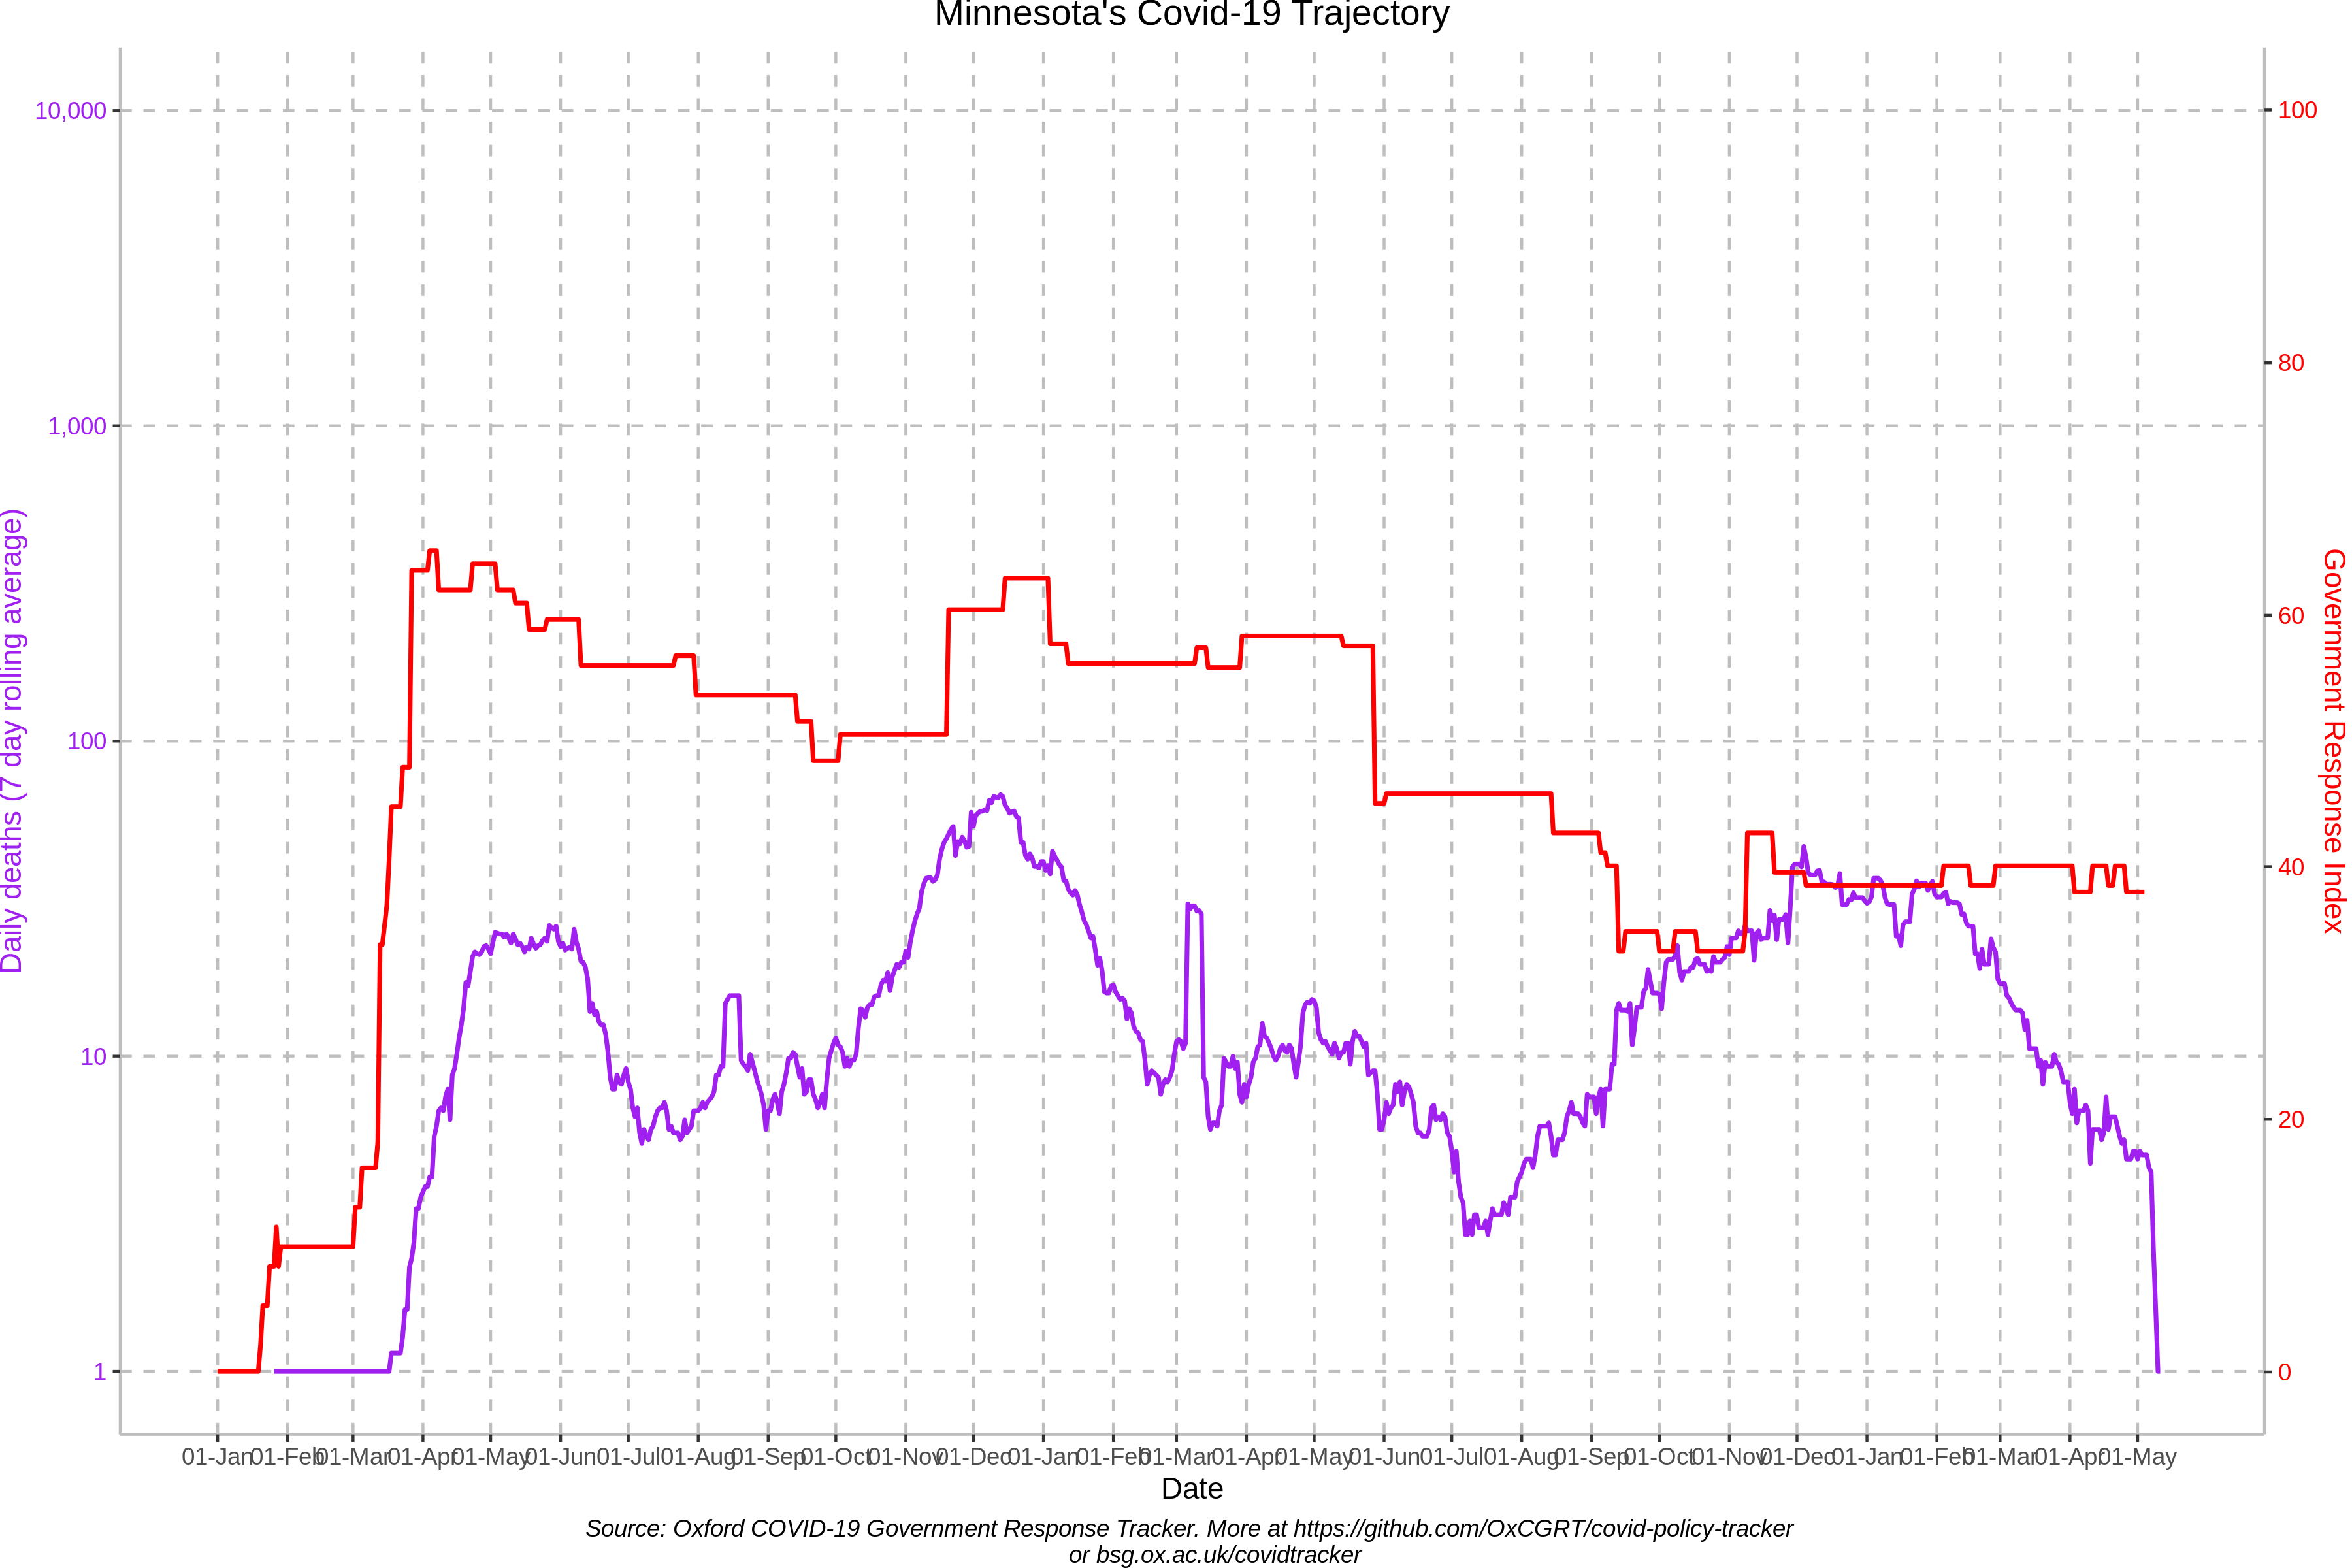 Minnesota's Covid-19 Trajectory
10,000
1,000
100
10
1
Daily deaths (7 day rolling average)
100
80
60
40
20
0
Government Response Index
01-Jan 01-Feb 01-Mar 01-Apr 01-May 01-Jun 01-Jul 01-Aug 01-Sep 01-Oct 01-Nov 01-Dec 01-Jan 01-Feb 01-Mar 01-Apr 01-May 01-Jun 01-Jul 01-Aug 01-Sep 01-Oct 01-Nov 01-Dec 01-Jan 01-Feb 01-Mar 01-Apr 01-May
Date
Source: Oxford COVID-19 Government Response Tracker. More at https://github.com/OxCGRT/covid-policy-tracker
or bsg.ox.ac.uk/covidtracker